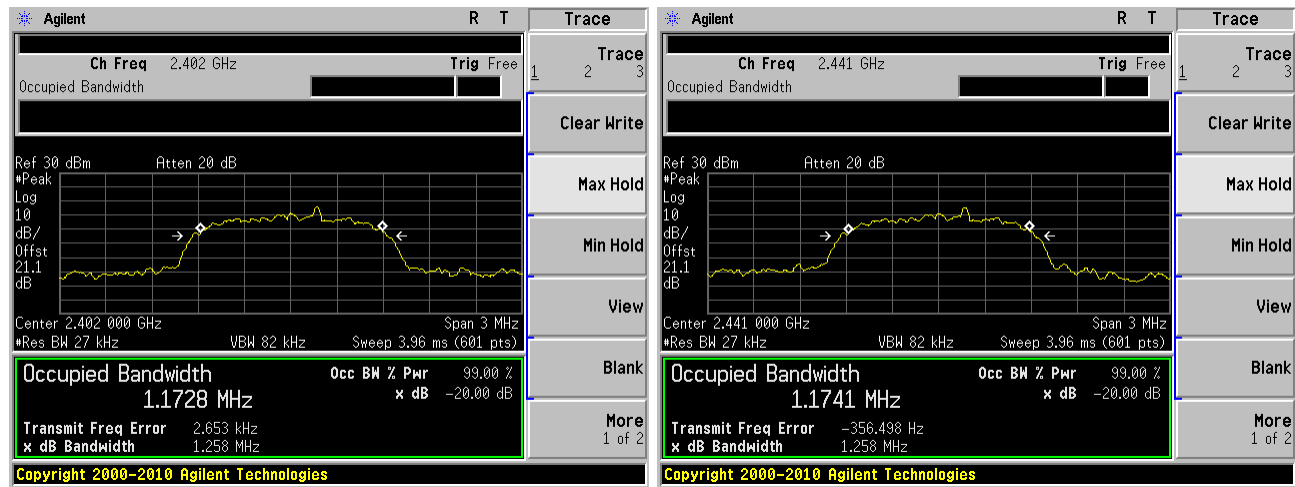 Agilent R T Trace
Ch Freq 2.402 GHz Trig Free
Occupied Bandwidth
Trace
1 2 3
Clear Write
Ref 30 dBm Atten 20 dB
#Peak
Log
10
dB/
Offst
21.1
dB
Max Hold
Min Hold
View
Center 2.402 000 GHz Span 3 MHz
#Res BW 27 kHz VBW 82 kHz Sweep 3.96 ms (601 pts)
Occupied Bandwidth Occ BW % Pwr 99.00 %
1.1728 MHz x dB -20.00 dB
Transmit Freq Error 2.653 kHz
x dB Bandwidth 1.258 MHz
Blank
More
1 of 2
Copyright 2000-2010 Agilent Technologies
Agilent R T Trace
Ch Freq 2.441 GHz Trig Free
Occupied Bandwidth
Trace
1 2 3
Clear Write
Ref 30 dBm Atten 20 dB
#Peak
Log
10
dB/
Offst
21.1
dB
Max Hold
Min Hold
View
Center 2.441 000 GHz Span 3 MHz
#Res BW 27 kHz VBW 82 kHz Sweep 3.96 ms (601 pts)
Occupied Bandwidth Occ BW % Pwr 99.00 %
1.1741 MHz x dB -20.00 dB
Transmit Freq Error -356.498 Hz
x dB Bandwidth 1.258 MHz
Blank
More
1 of 2
Copyright 2000-2010 Agilent Technologies